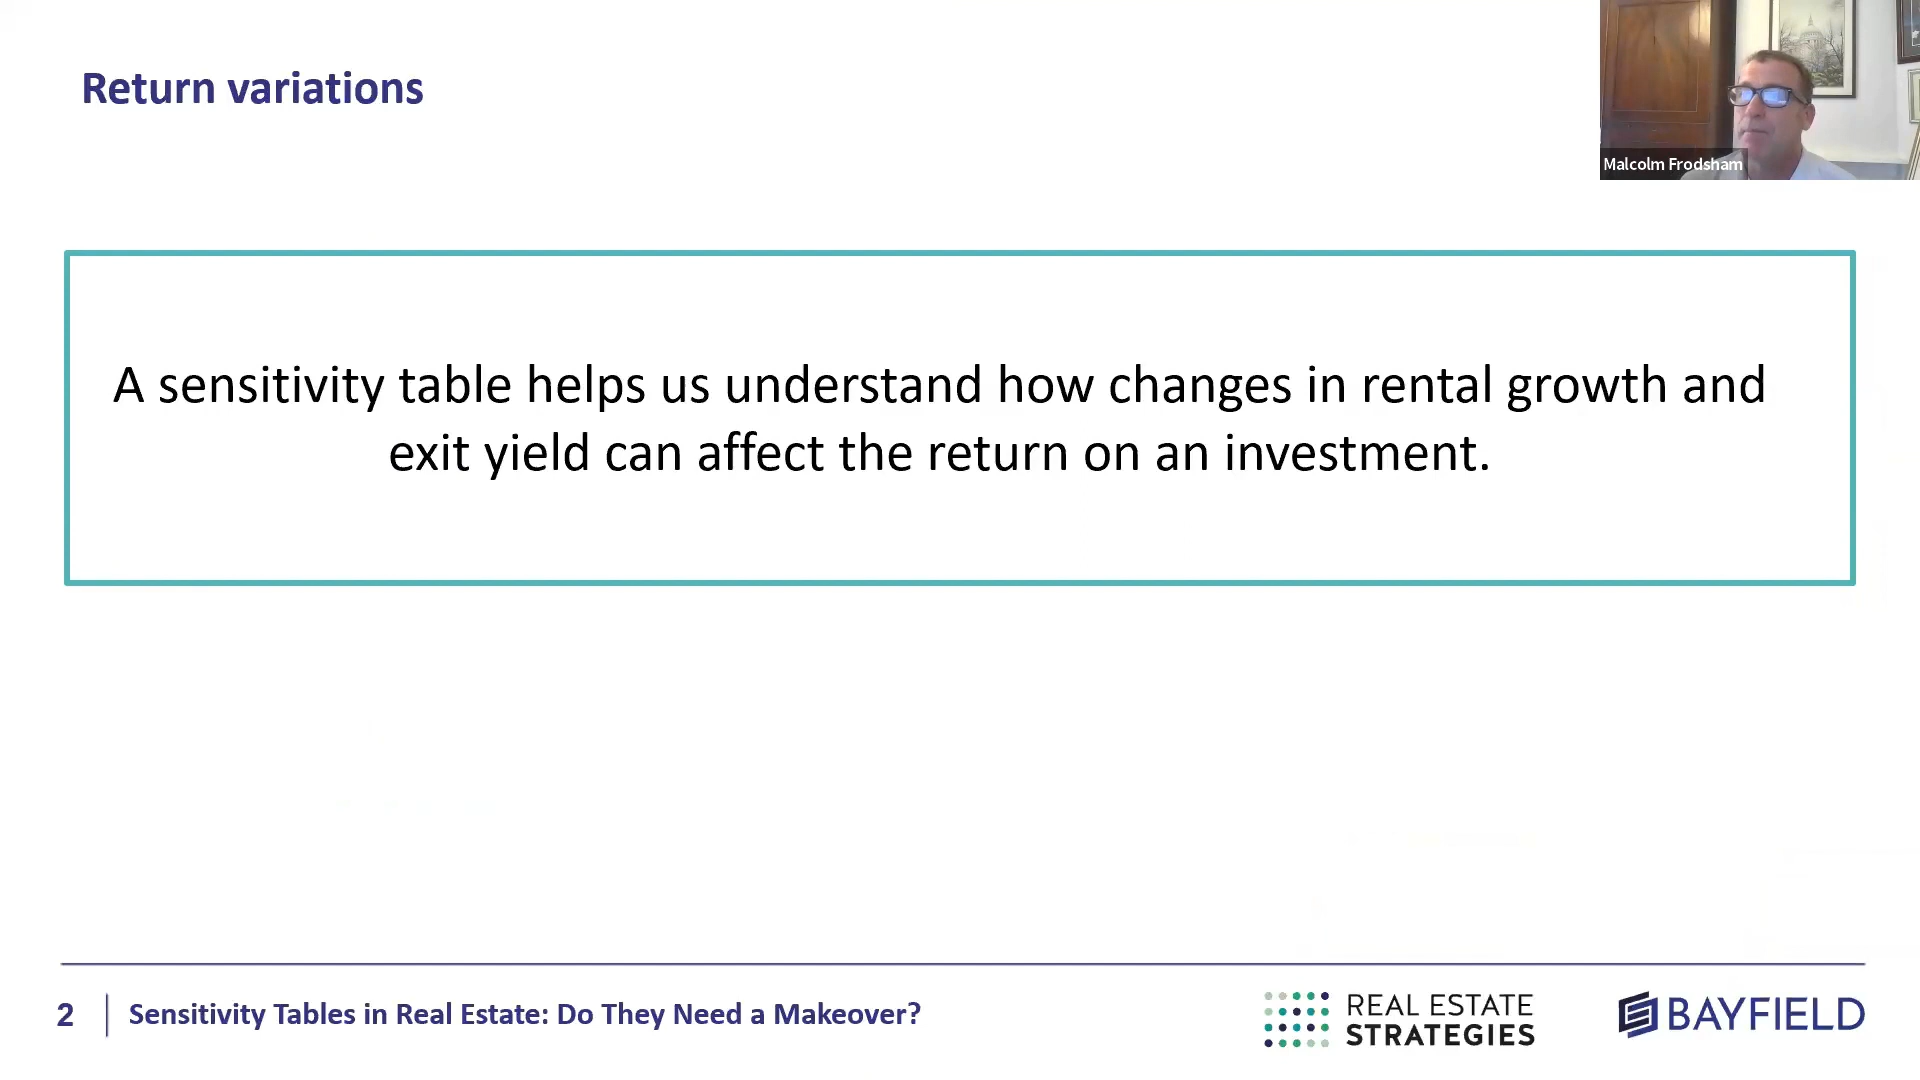 Return variations
Malcolm Frodsham
A sensitivity table helps us understand how changes in rental growth and
exit yield can affect the return on an investment.
2
Sensitivity Tables in Real Estate: Do They Need a Makeover?
REAL ESTATE
STRATEGIES
BAYFIELD